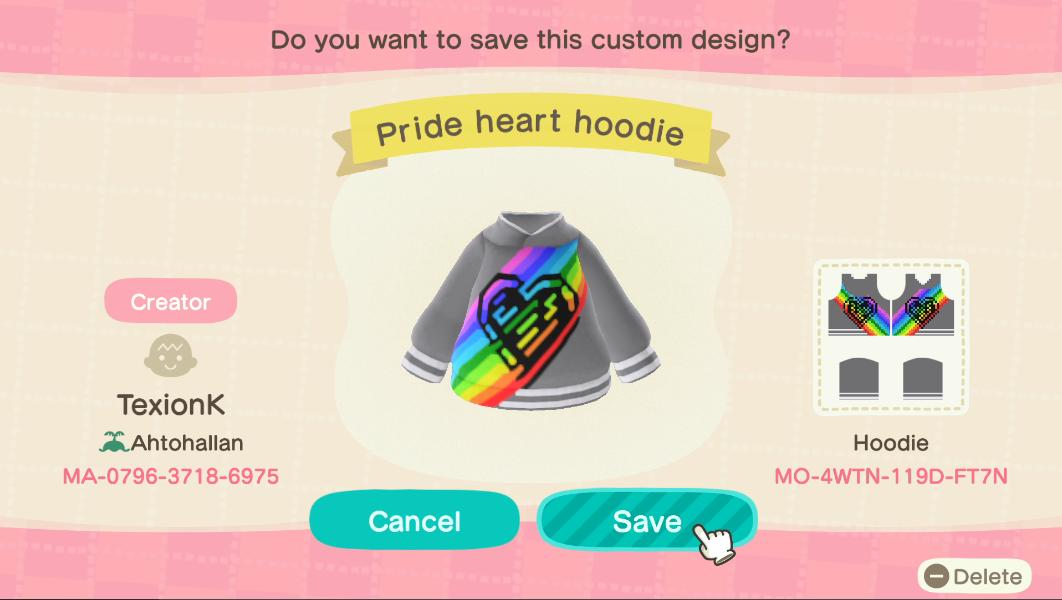 Do you want to save this custom design?
Pride heart hoodie
Creator
TexionK
Ahtohallan
MA-0796-3718-6975
Hoodie
MO-4WTN-119D-FT7N
Cancel
Save
Delete